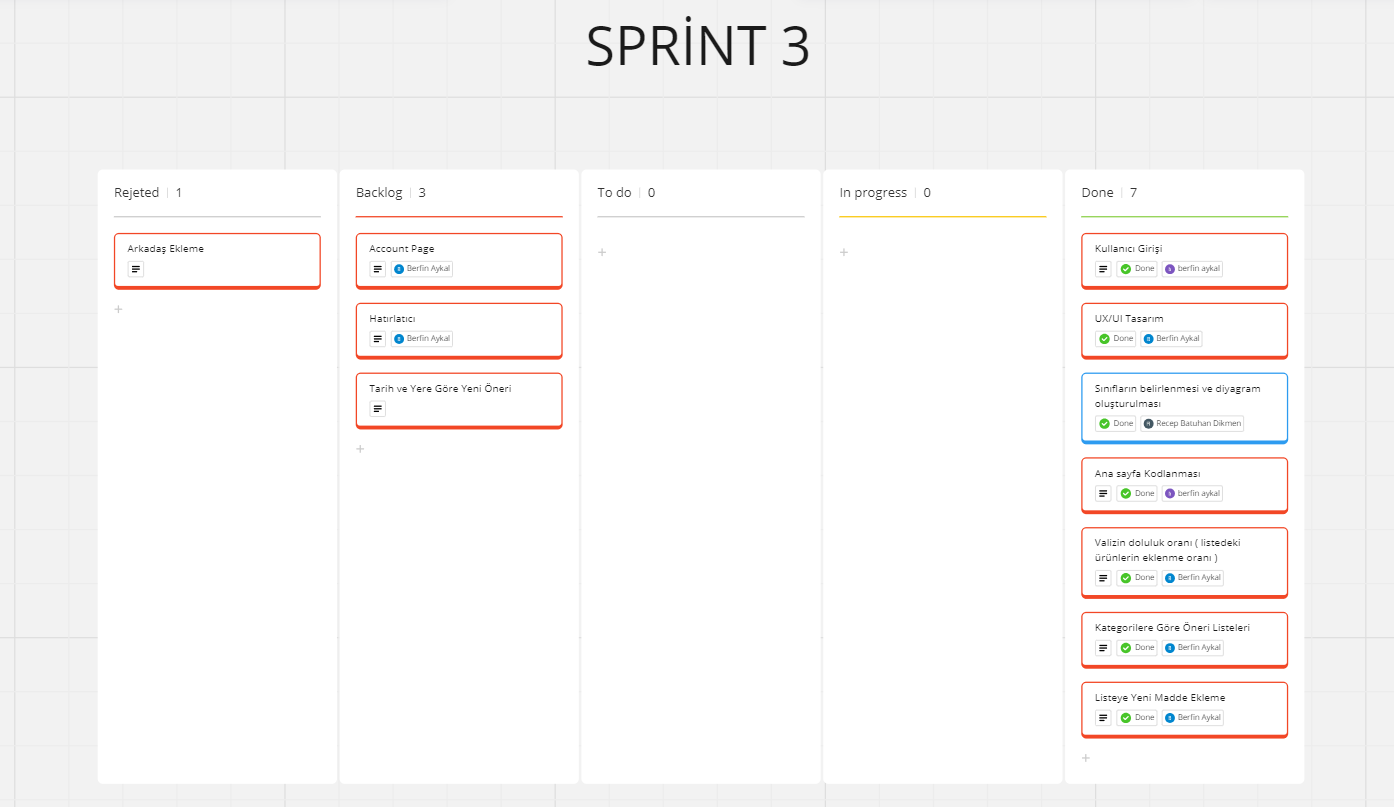 SPRİNT 3
Rejeted 1
Arkadaş Ekleme
Backlog 3
Account Page
Berfin Aykal
Hatırlatıcı
Berfin Aykal
Tarih ve Yere Göre Yeni Öneri
To do 0
In progress 0
Done 7
Kullanıcı Girişi
Done berfin aykal
UX/UI Tasarım
Done Berfin Aykal
Sınıfların belirlenmesi ve diyagram
oluşturulması
Done Recep Batuhan Dikmen
Ana sayfa Kodlanması
Done berfin aykal
Valizin doluluk oranı ( listedeki
ürünlerin eklenme oranı )
Done Berfin Aykal
Kategorilere Göre Öneri Listeleri
Done Berfin Aykal
Listeye Yeni Madde Ekleme
Done Berfin Aykal